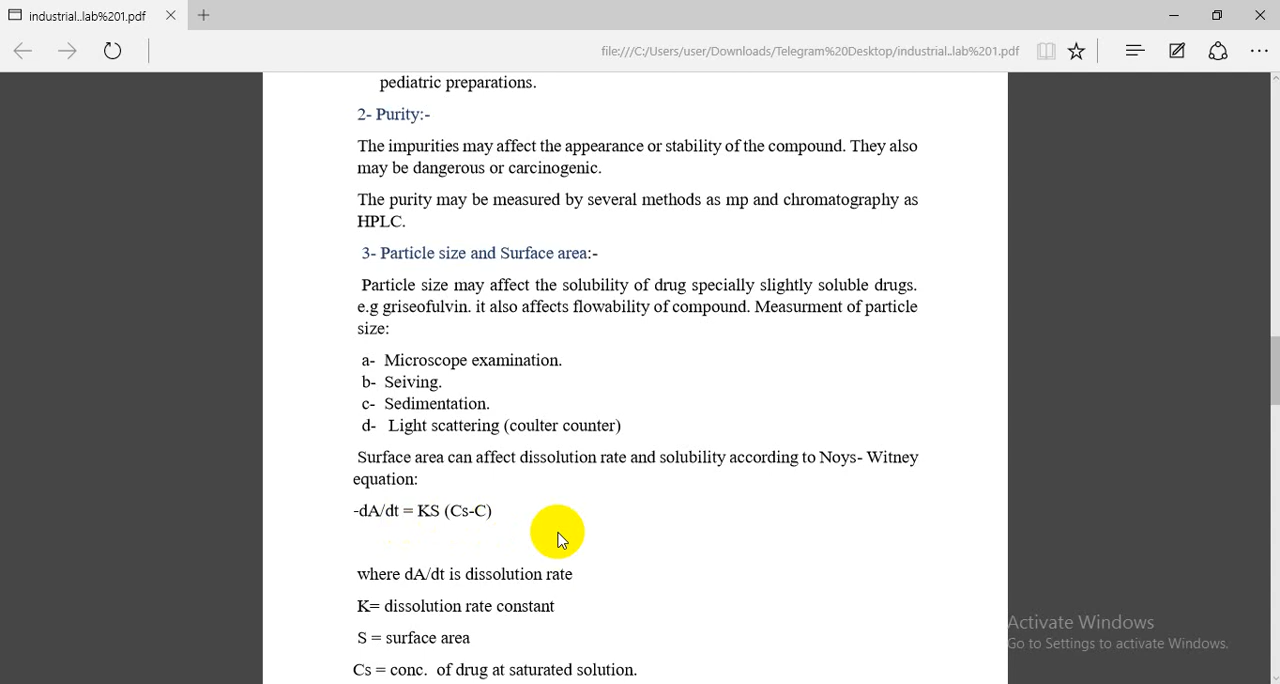 industrial..lab%201.pdf
file:///C:/Users/user/Downloads/Telegram%20Desktop/industrial..lab%201.pdf
pediatric preparations.
2- Purity:-
The impurities may affect the appearance or stability of the compound. They also
may be dangerous or carcinogenic.
The purity may be measured by several methods as mp and chromatography as
HPLC.
3- Particle size and Surface area:-
Particle size may affect the solubility of drug specially slightly soluble drugs.
e.g griseofulvin. it also affects flowability of compound. Measurment of particle
size:
a- Microscope examination.
b- Seiving.
c- Sedimentation.
d- Light scattering (coulter counter)
Surface area can affect dissolution rate and solubility according to Noys- Witney
equation:
-dA/dt = KS (Cs-C)
where dA/dt is dissolution rate
K= dissolution rate constant
S = surface area
Cs = conc. of drug at saturated solution.
Activate Windows
Go to Settings to activate Windows.